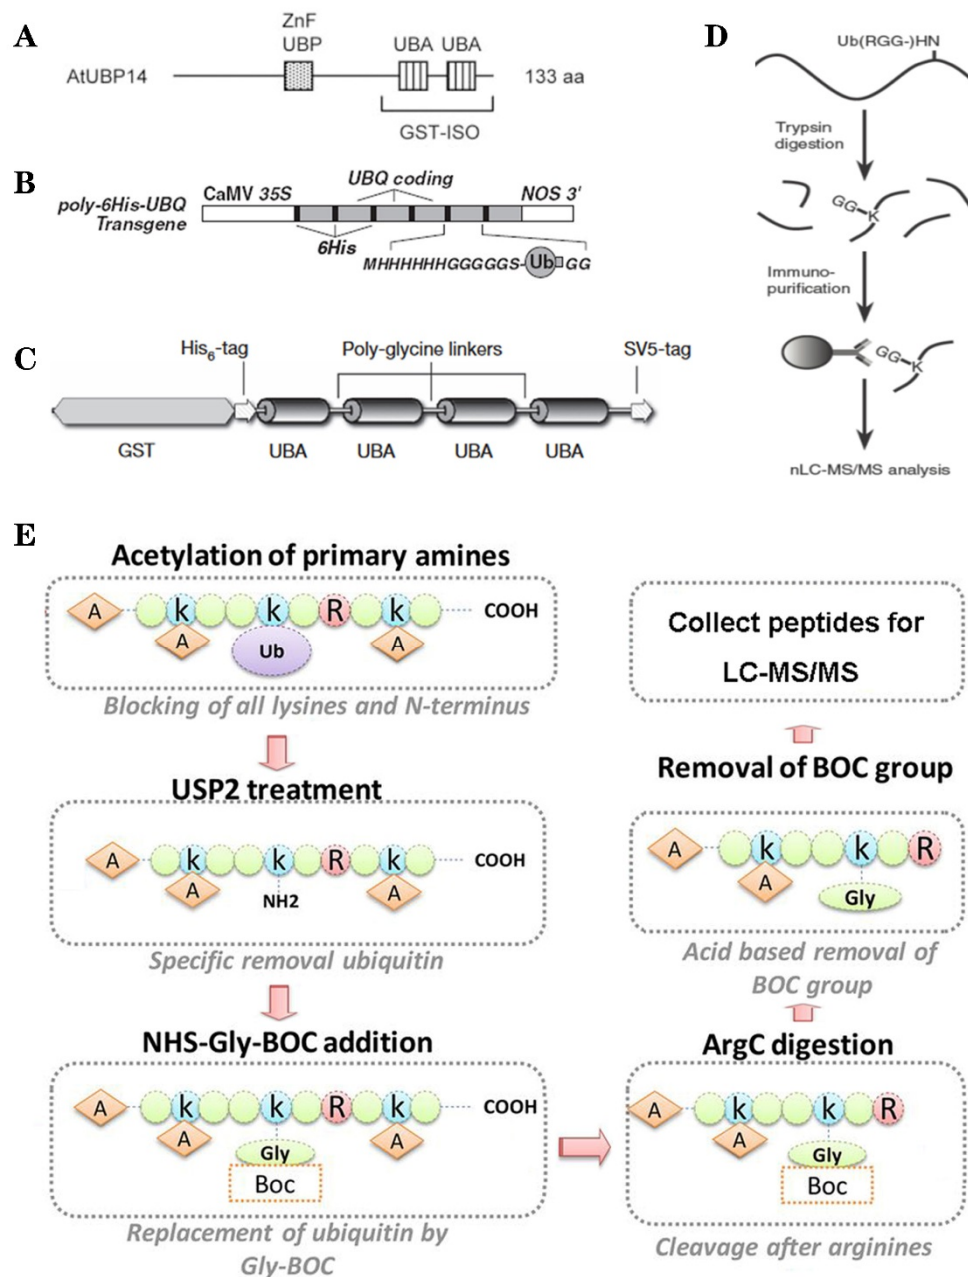 A
ZnF
UBP
UBA UBA
AtUBP14
133 aa
GST-ISO
B
CaMV 35S
UBQ coding
NOS 3'
poly-6His-UBQ
Transgene
6His
MHHHHHHGGGGGS-Ub-GG
C
His6-tag
Poly-glycine linkers
SV5-tag
GST
UBA
UBA
UBA
UBA
D
Ub(RGG-)HN
Trypsin
digestion
GG-K
Immuno-
purification
GG-K
nLC-MS/MS analysis
E
Acetylation of primary amines
A k k R k COOH
A Ub A
Blocking of all lysines and N-terminus
USP2 treatment
A k k R k COOH
A NH2 A
Specific removal ubiquitin
NHS-Gly-BOC addition
A k k R k COOH
A Gly A
Boc
Replacement of ubiquitin by
Gly-BOC
ArgC digestion
A k k R
A Gly
Boc
Cleavage after arginines
Removal of BOC group
A k k R
A Gly
Acid based removal of
BOC group
Collect peptides for
LC-MS/MS